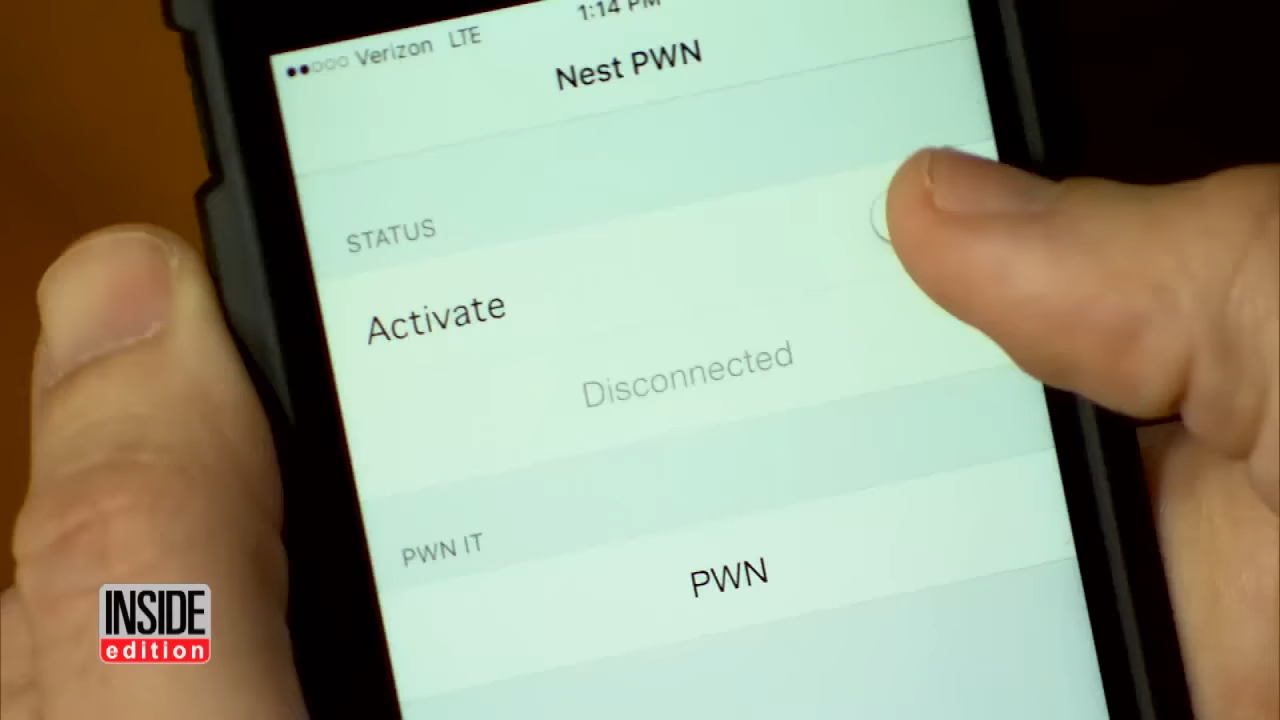 Verizon LTE
1:14 PM
Nest PWN
STATUS
Activate
Disconnected
PWN IT
PWN
INSIDE
edition